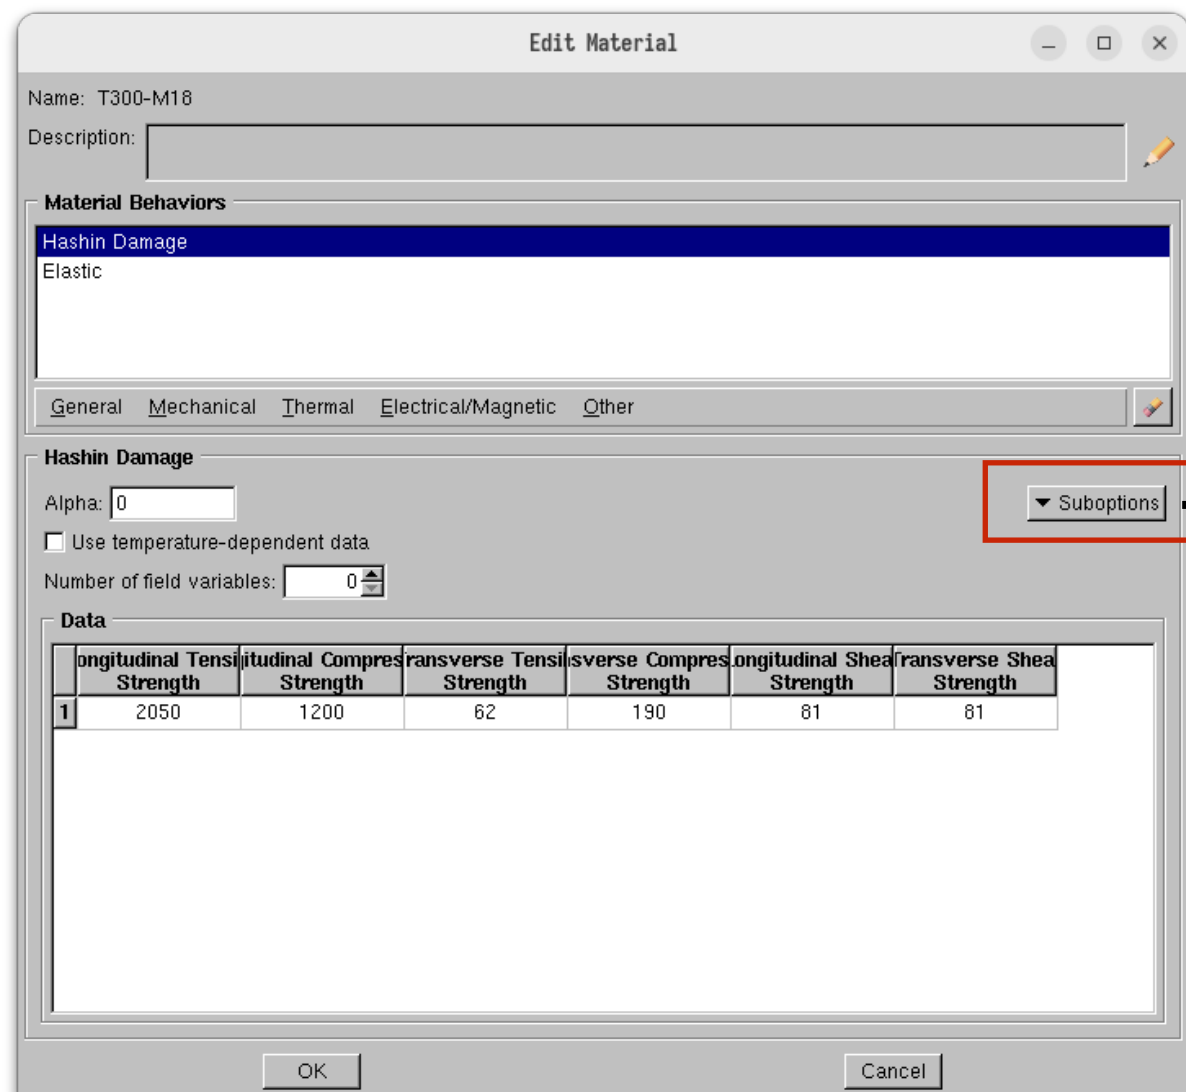 Edit Material
Name: T300-M18
Description:
Material Behaviors
Hashin Damage
Elastic
General Mechanical Thermal Electrical/Magnetic Other
Hashin Damage
Alpha: 0
Suboptions
Use temperature-dependent data
Number of field variables: 0
Data
ongitudinal Tensi itudinal Compres ransverse Tensil sverse Compres ongitudinal Shea ransverse Shea
Strength Strength Strength Strength Strength Strength
1 2050 1200 62 190 81 81
OK Cancel